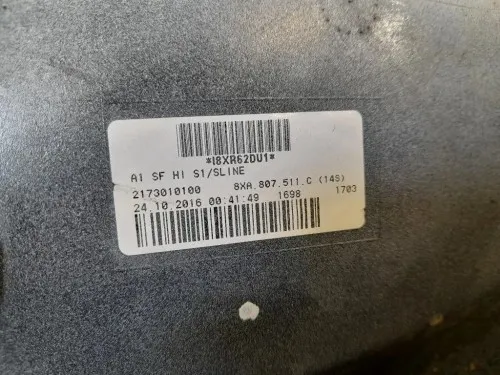 *I8XR62DU1*
A1 SF HI S1/SLINE
2173010100 8XA.807.511.C (14S)
24.10.2016 00:41:49 1698 1703